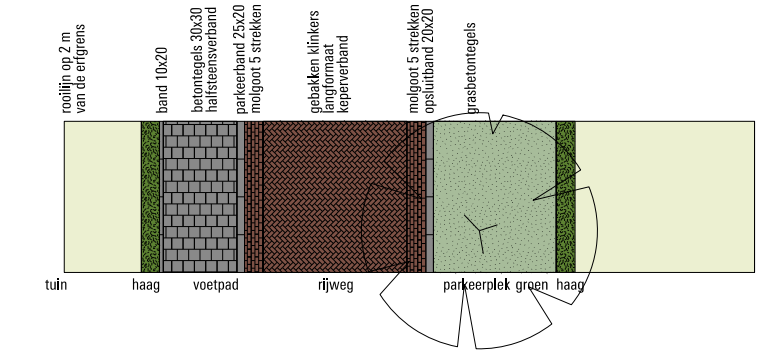 rooilijn op 2 m
van de erfgrens
band 10x20
betontegels 30x30
halfsteensverband
parkeerband 25x20
molgoot 5 strekken
gebakken klinkers
langformaat
keperverband
molgoot 5 strekken
opsluitband 20x20
grasbetontegels
tuin haag voetpad rijweg parkeerplek groen haag